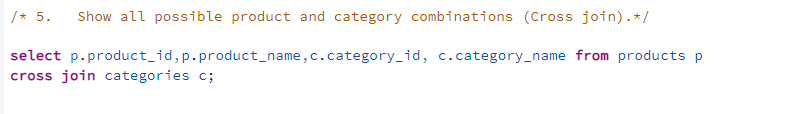 /* 5.   Show all possible product and category combinations (Cross join).*/
select p.product_id,p.product_name,c.category_id, c.category_name from products p
cross join categories c;